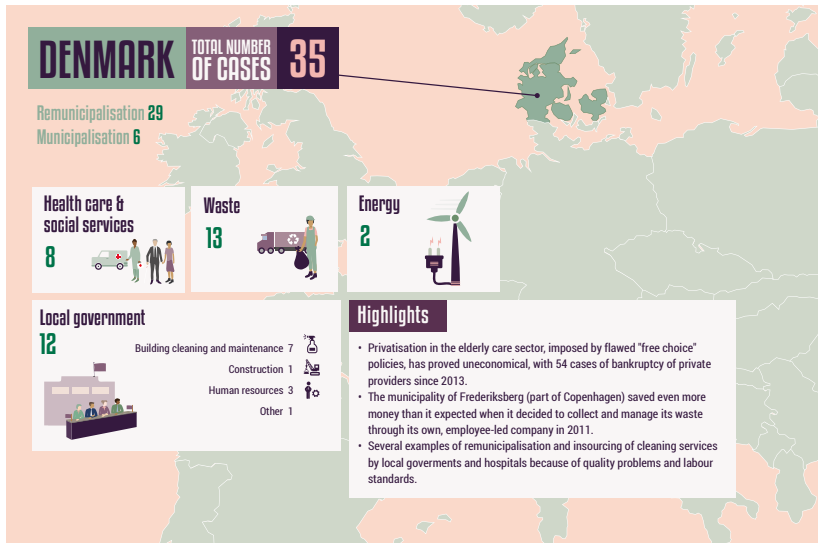 DENMARK
TOTAL NUMBER
OF CASES
35
Remunicipalisation 29
Municipalisation 6
Health care &
social services
8
Waste
13
Energy
2
Local government
12
Building cleaning and maintenance 7
Construction 1
Human resources 3
Other 1
Highlights
• Privatisation in the elderly care sector, imposed by flawed "free choice"
policies, has proved uneconomical, with 54 cases of bankruptcy of private
providers since 2013.
• The municipality of Frederiksberg (part of Copenhagen) saved even more
money than it expected when it decided to collect and manage its waste
through its own, employee-led company in 2011.
• Several examples of remunicipalisation and insourcing of cleaning services
by local goverments and hospitals because of quality problems and labour
standards.